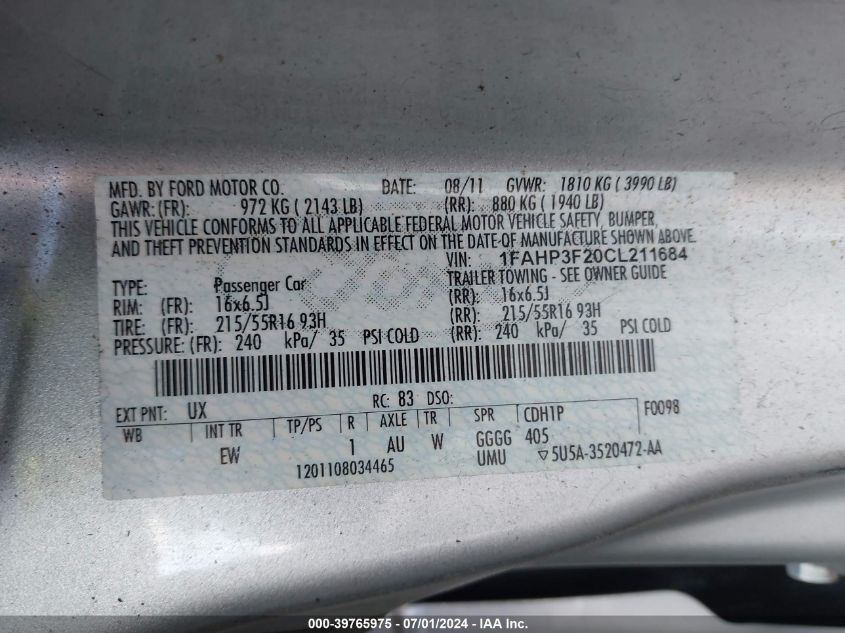 MFD. BY FORD MOTOR CO. DATE: 08/11 GVWR: 1810 KG ( 3990 LB)
GAWR: (FR): 972 KG ( 2143 LB) (RR): 880 KG ( 1940 LB)
THIS VEHICLE CONFORMS TO ALL APPLICABLE FEDERAL MOTOR VEHICLE SAFETY, BUMPER,
AND THEFT PREVENTION STANDARDS IN EFFECT ON THE DATE OF MANUFACTURE SHOWN ABOVE.
VIN: 1FAHP3F20CL211684
TYPE: Passenger Car TRAILER TOWING - SEE OWNER GUIDE
RIM: (FR): 16x6.5J (RR): 16x6.5J
TIRE: (FR): 215/55R16 93H (RR): 215/55R16 93H
PRESSURE: (FR): 240 kPa/ 35 PSI COLD (RR): 240 kPa/ 35 PSI COLD
RC: 83 DSO:
EXT PNT: UX F0098
WB INT TR TP/PS R AXLE TR SPR CDH1P
EW 1 AU W GGGG 405
1201108034465 UMU ▽5U5A-3520472-AA
000-39765975 - 07/01/2024 - IAA Inc.